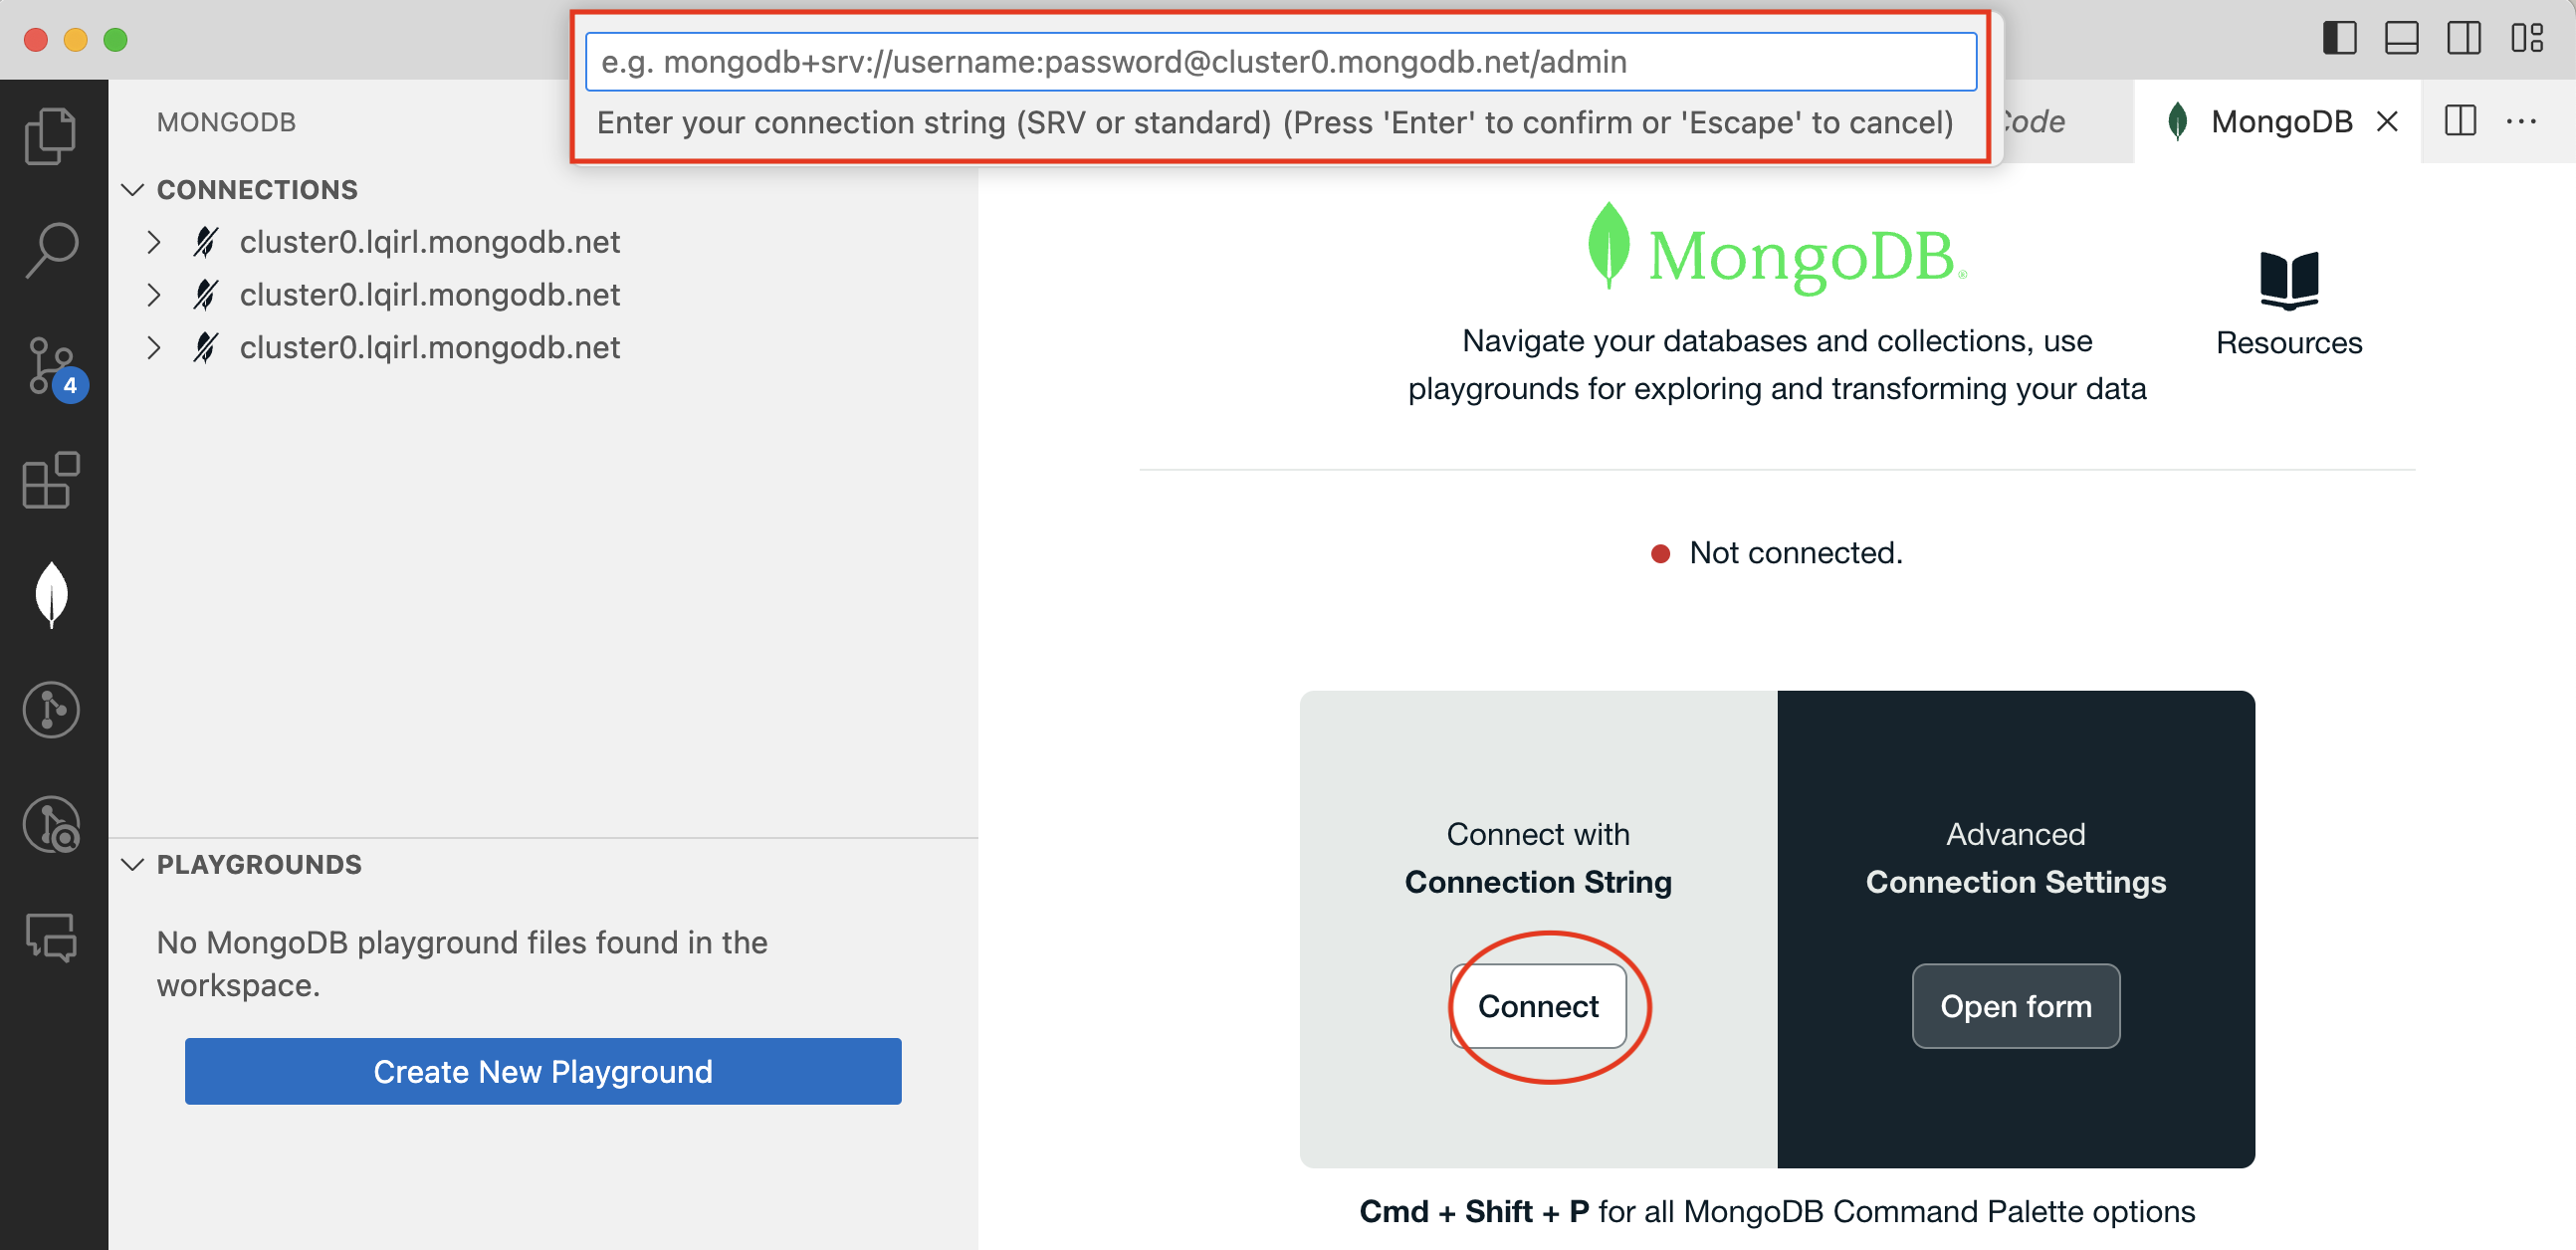 e.g. mongodb+srv://username:password@cluster0.mongodb.net/admin
Enter your connection string (SRV or standard) (Press 'Enter' to confirm or 'Escape' to cancel)
Code
MongoDB
MONGODB
CONNECTIONS
cluster0.lqirl.mongodb.net
cluster0.lqirl.mongodb.net
cluster0.lqirl.mongodb.net
4
PLAYGROUNDS
No MongoDB playground files found in the
workspace.
Create New Playground
MongoDB®
Navigate your databases and collections, use
playgrounds for exploring and transforming your data
Resources
Not connected.
Connect with
Connection String
Connect
Advanced
Connection Settings
Open form
Cmd + Shift + P for all MongoDB Command Palette options